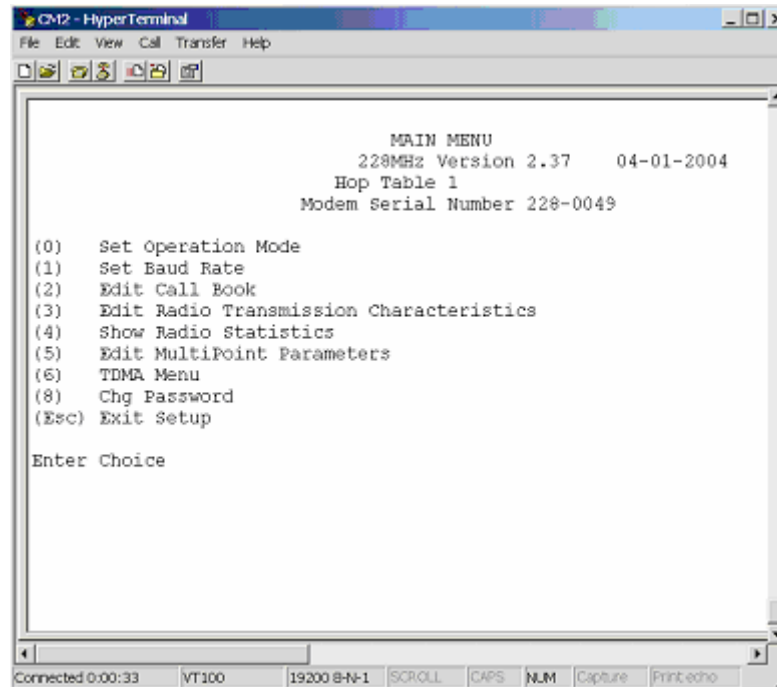 CM2 - HyperTerminal
File Edit View Call Transfer Help
MAIN MENU
228MHz Version 2.37 04-01-2004
Hop Table 1
Modem Serial Number 228-0049
(0) Set Operation Mode
(1) Set Baud Rate
(2) Edit Call Book
(3) Edit Radio Transmission Characteristics
(4) Show Radio Statistics
(5) Edit MultiPoint Parameters
(6) TDMA Menu
(8) Chg Password
(Esc) Exit Setup
Enter Choice
Connected 0:00:33 VT100 19200 8-N-1 SCROLL CAPS NUM Capture Print echo